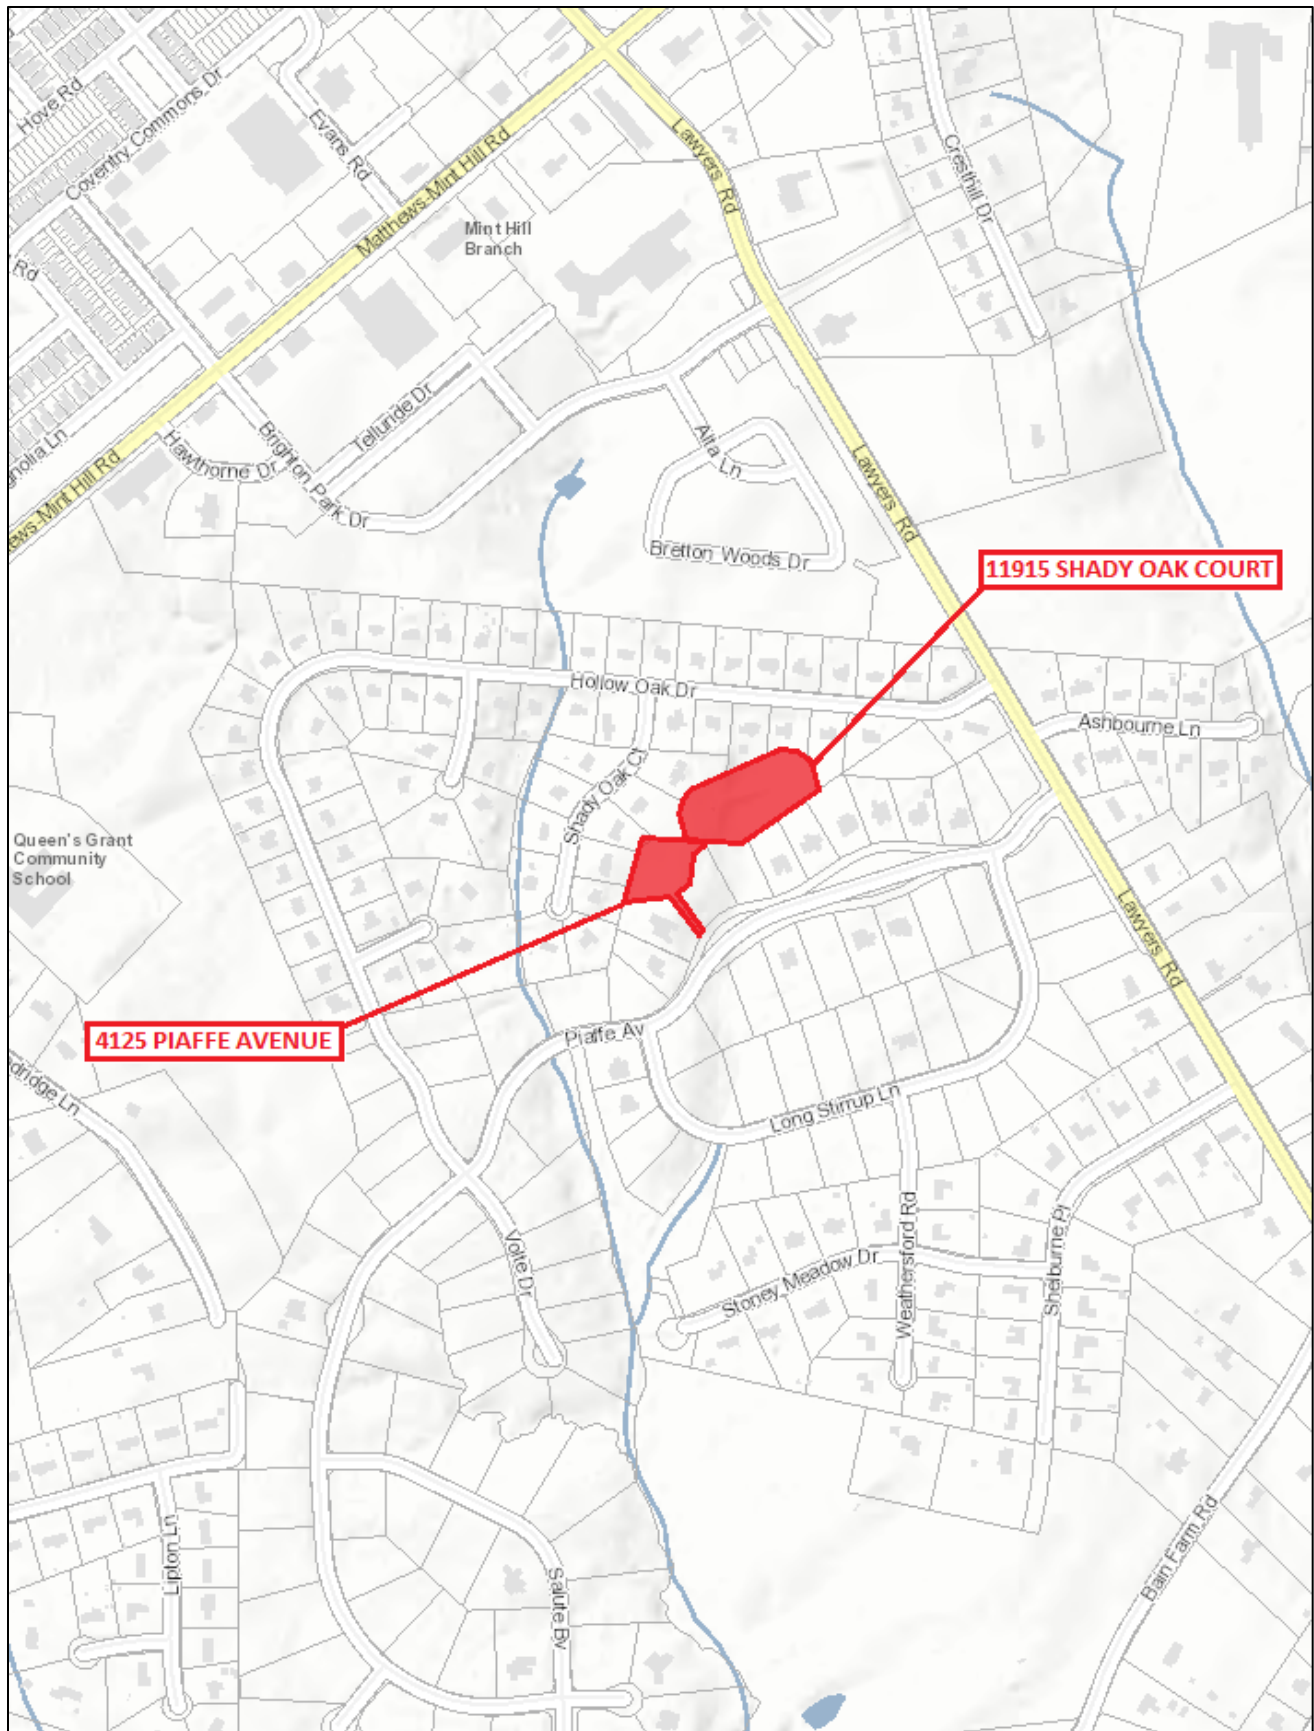 Hove Rd
Coventry Commons Dr
Evans Rd
Matthews-Mint Hill Rd
Lawyers Rd
Cresthill Dr
Mint Hill
Branch
Rd
Telluride Dr
Alta Ln
gnolia Ln
Hawthorne Dr
Brighton Park Dr
ews-Mint Hill Rd
Lawyers Rd
Bretton Woods Dr
11915 SHADY OAK COURT
Hollow Oak Dr
Ashbourne Ln
Shady Oak Ct
Queen's Grant
Community
School
Lawyers Rd
4125 PIAFFE AVENUE
Piaffe Av
dridge Ln
Long Stirrup Ln
Volte Dr
Stoney Meadow Dr
Weathersford Rd
Shelburne Pl
Lipton Ln
Salute Bv
Bain Farm Rd